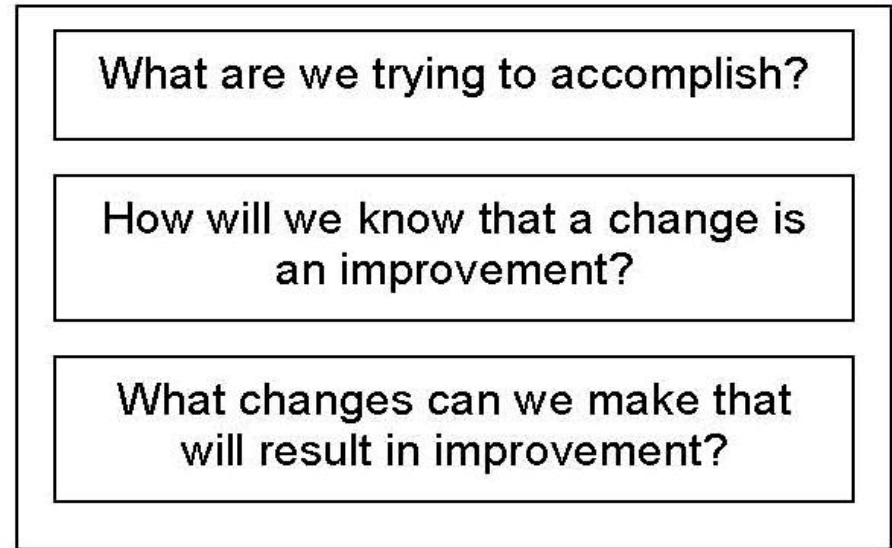 What are we trying to accomplish?
How will we know that a change is
an improvement?
What changes can we make that
will result in improvement?